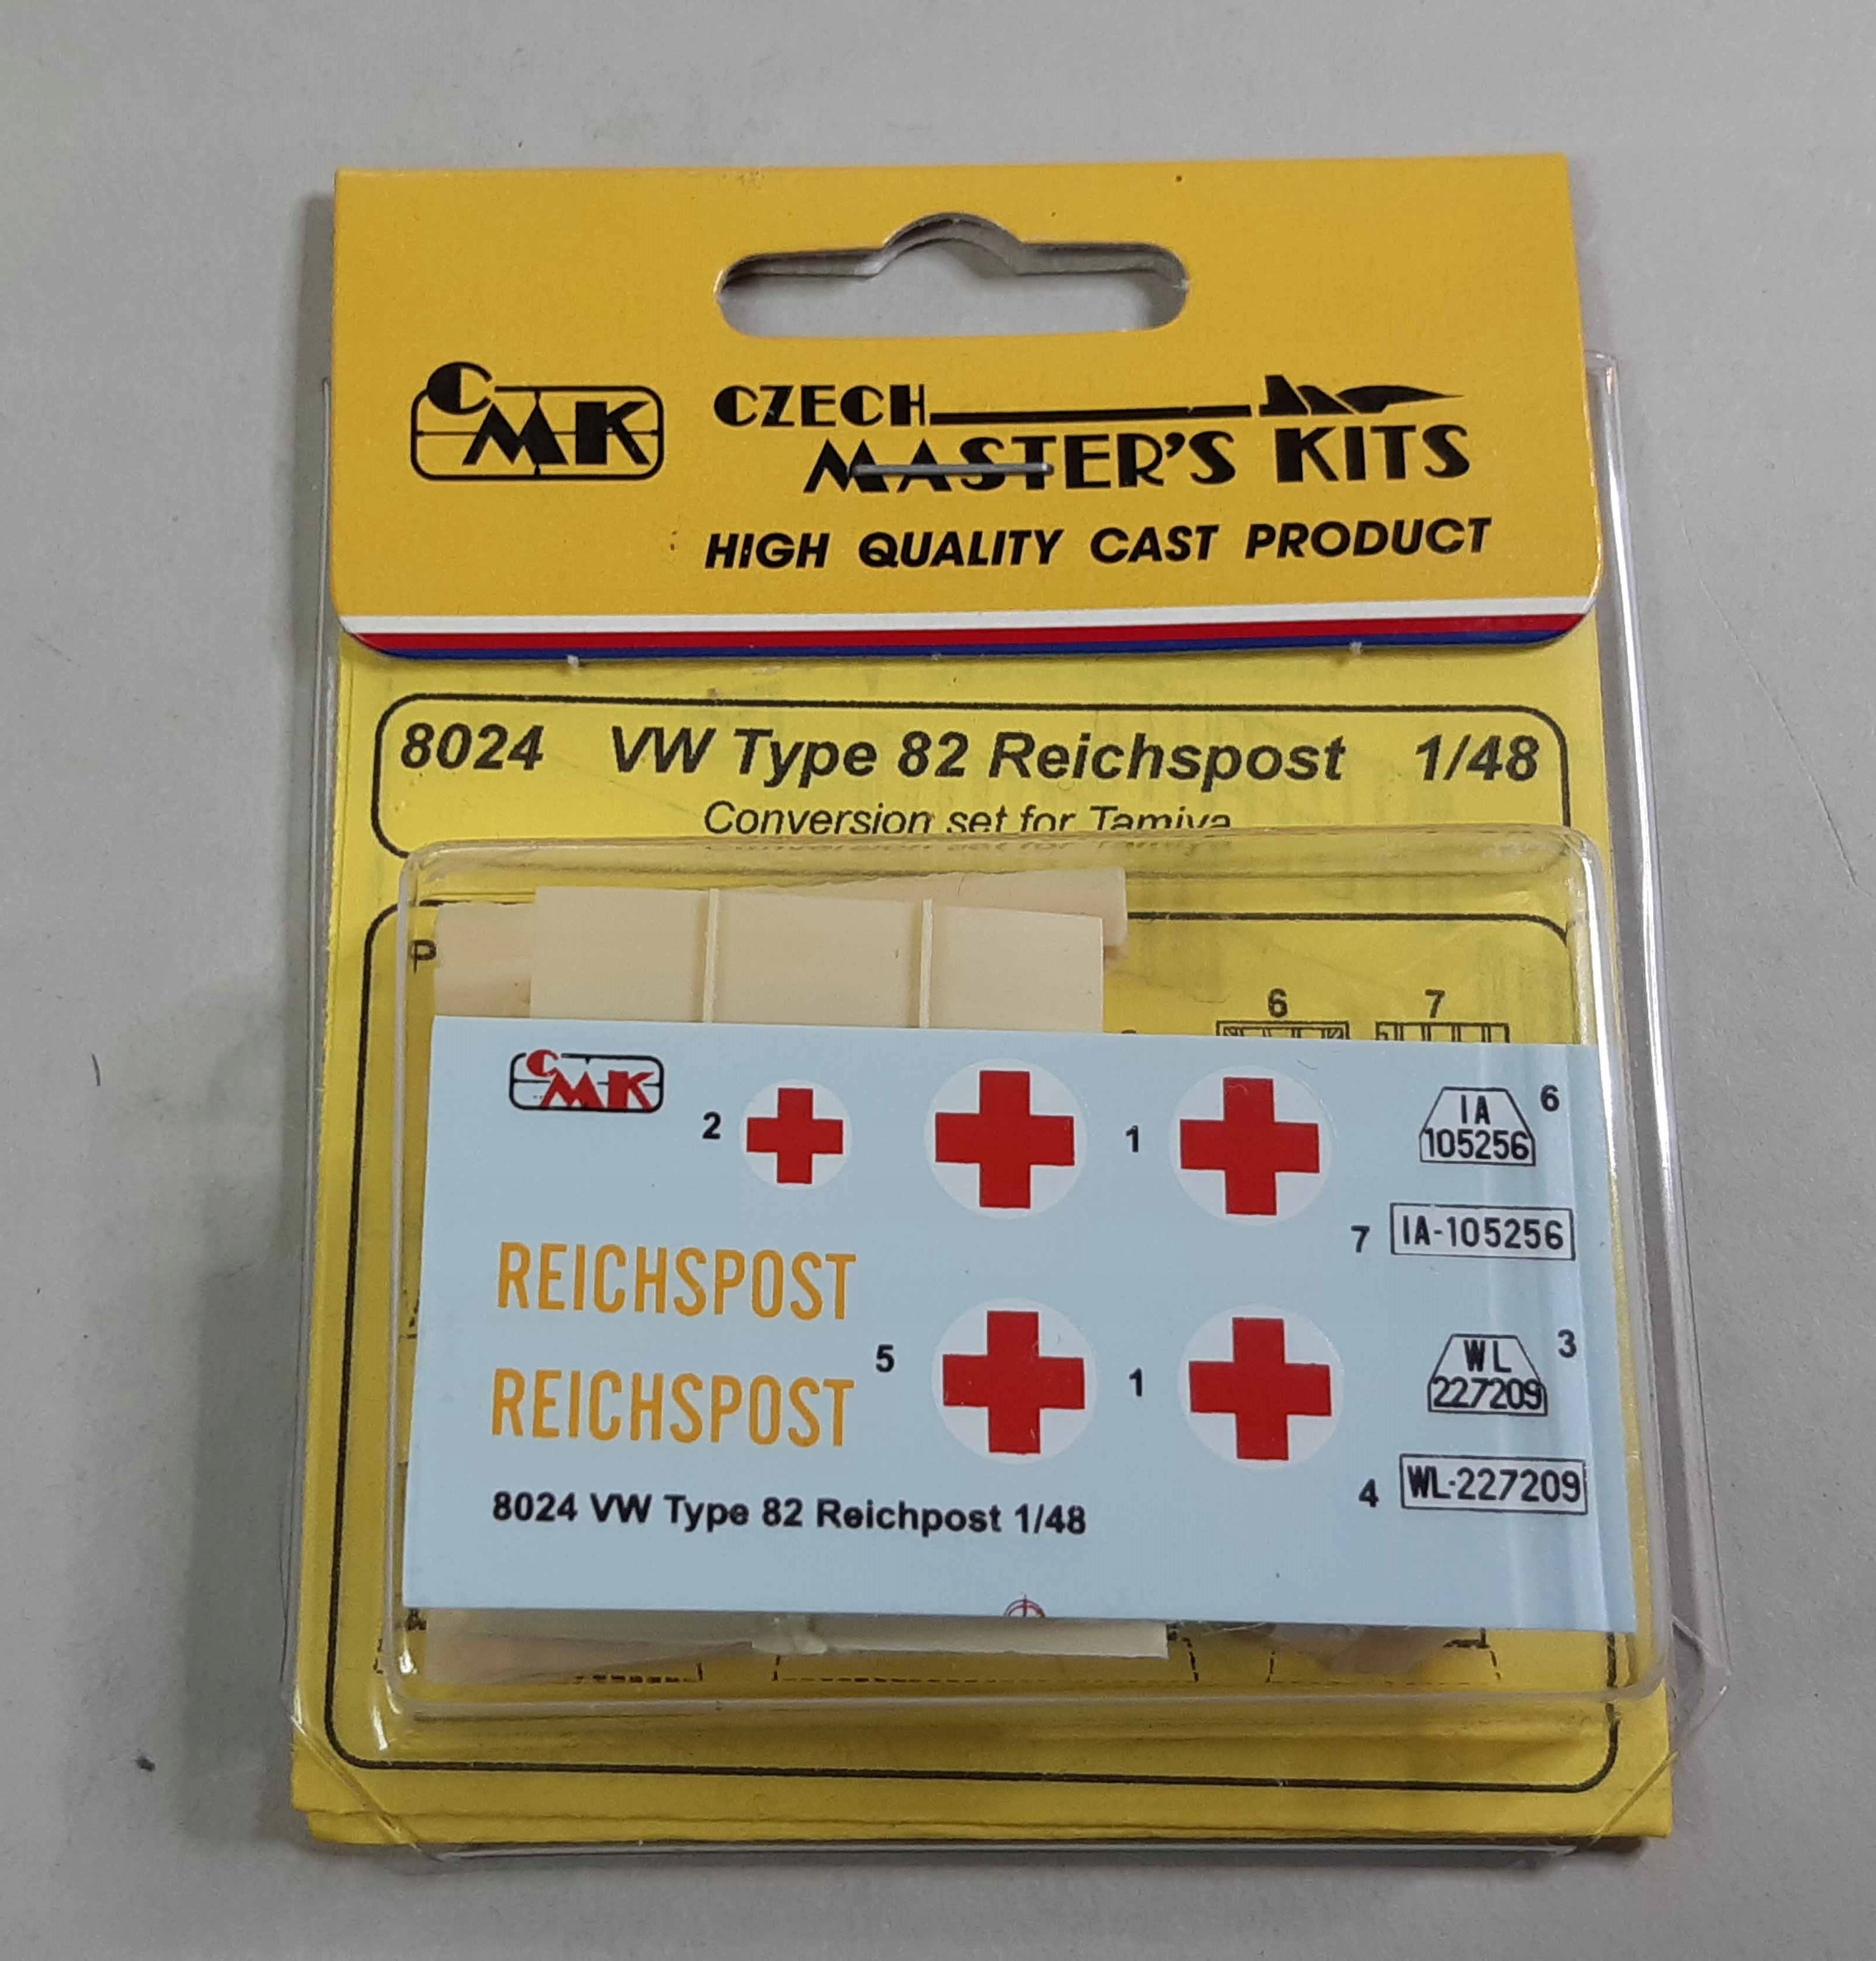 CMK
CZECH
MASTER'S KITS
HIGH QUALITY CAST PRODUCT
8024 VW Type 82 Reichspost 1/48
Conversion set for Tamiya
P
6 7
CMK
2 1
IA 6
105256
7 IA-105256
REICHSPOST
5 1
REICHSPOST
WL 3
227209
4 WL-227209
8024 VW Type 82 Reichpost 1/48